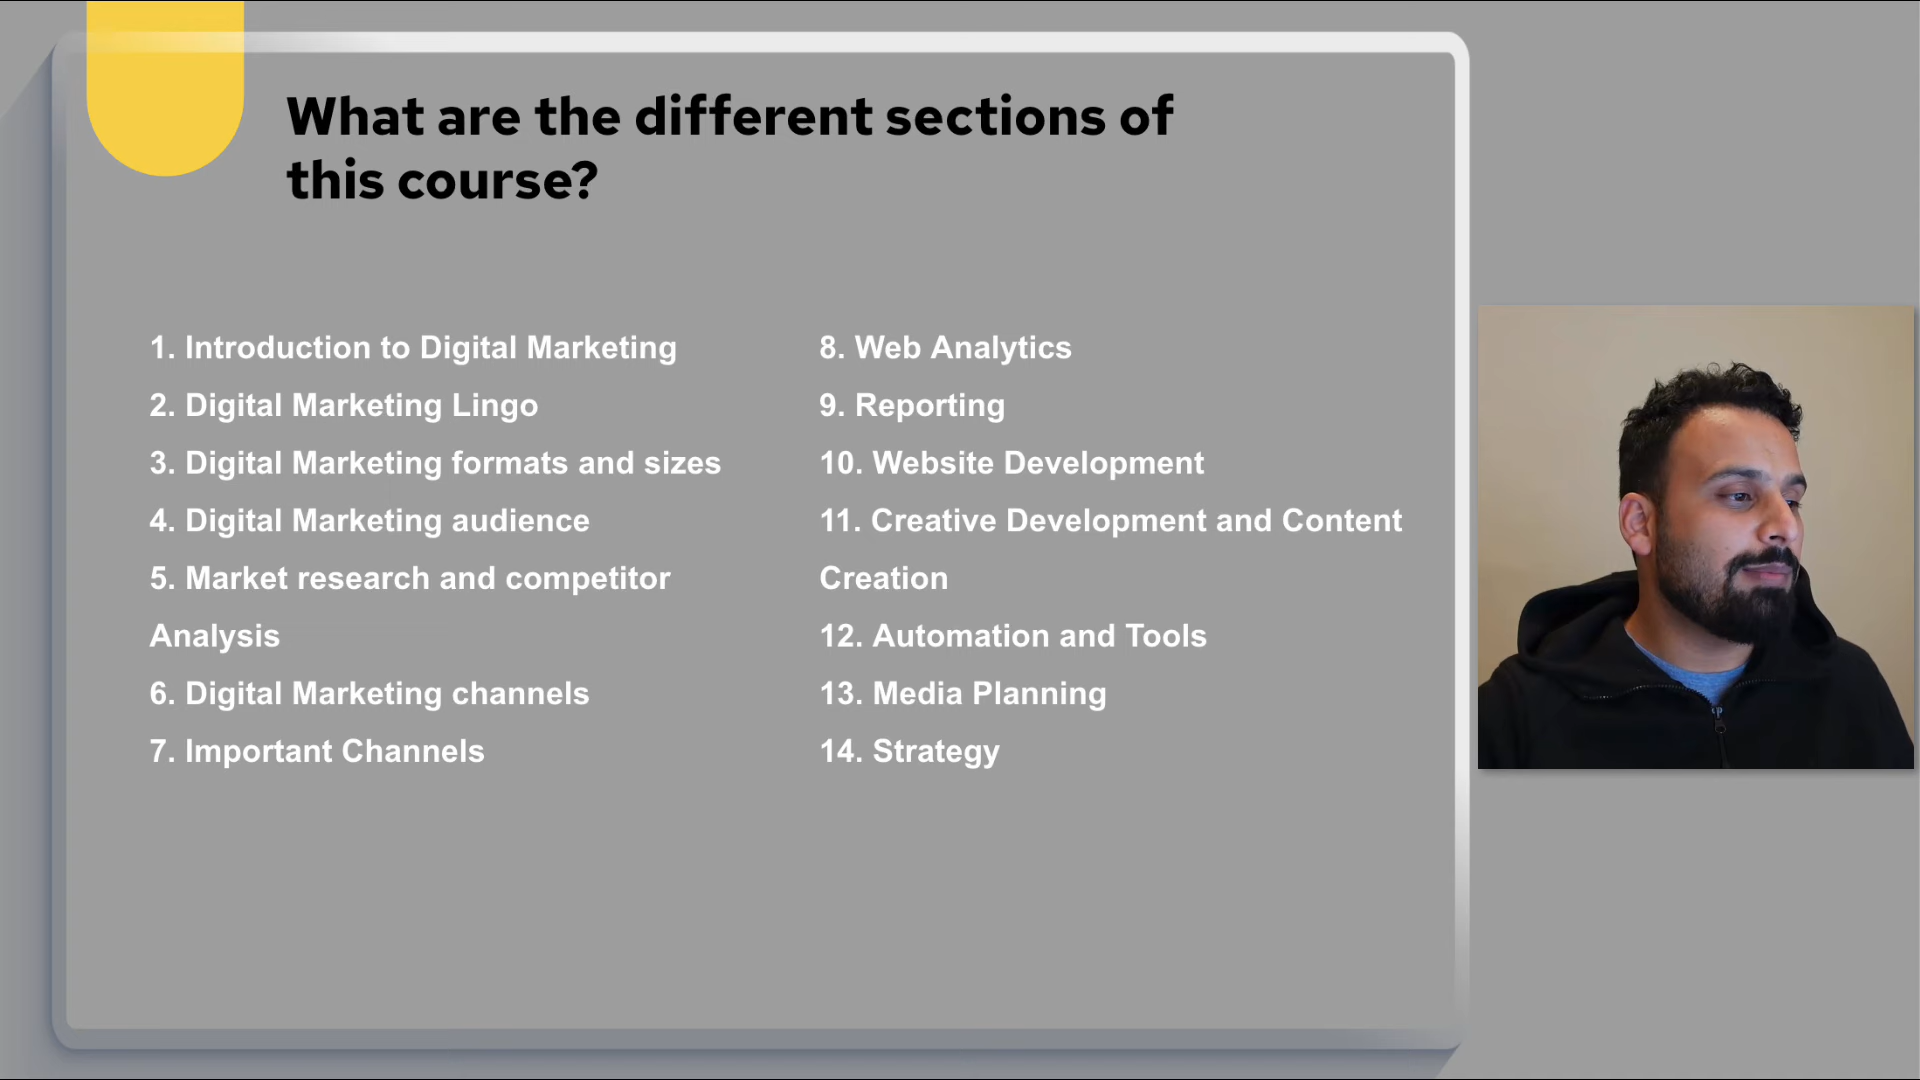 What are the different sections of
this course?
1. Introduction to Digital Marketing
2. Digital Marketing Lingo
3. Digital Marketing formats and sizes
4. Digital Marketing audience
5. Market research and competitor
Analysis
6. Digital Marketing channels
7. Important Channels
8. Web Analytics
9. Reporting
10. Website Development
11. Creative Development and Content
Creation
12. Automation and Tools
13. Media Planning
14. Strategy